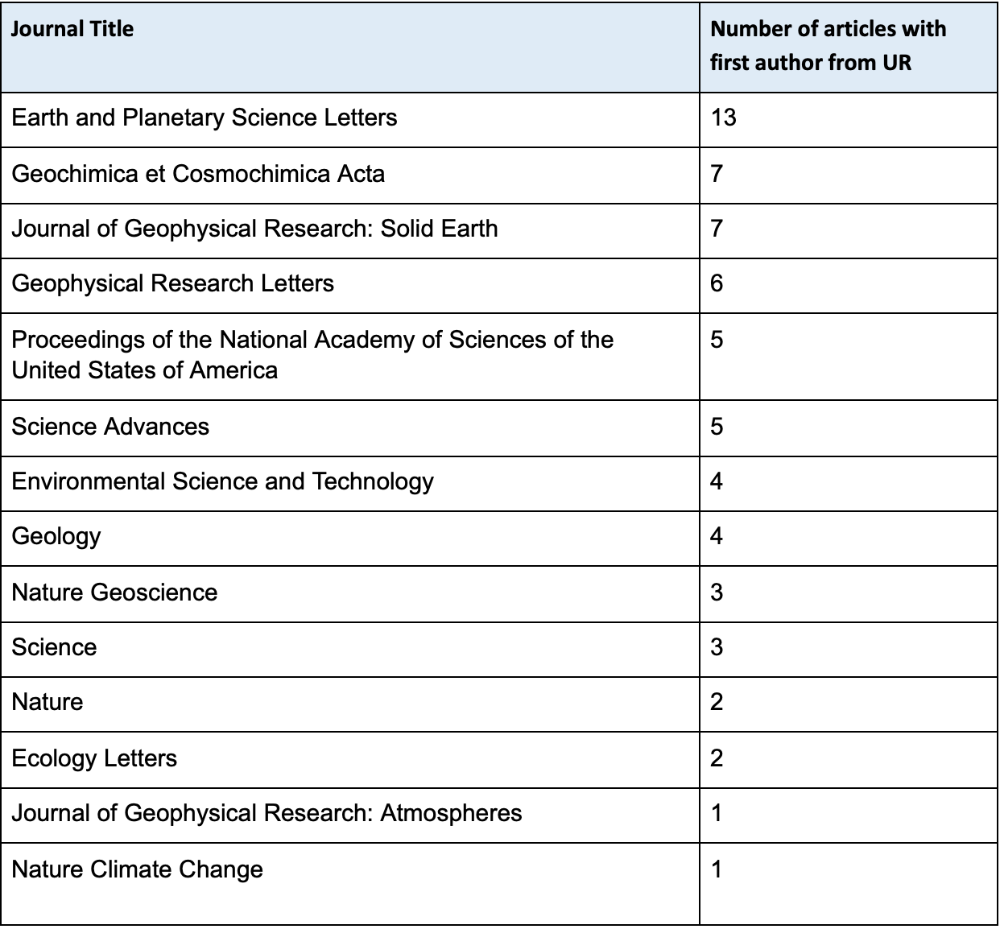 Journal Title
Number of articles with
first author from UR
Earth and Planetary Science Letters
13
Geochimica et Cosmochimica Acta
7
Journal of Geophysical Research: Solid Earth
7
Geophysical Research Letters
6
Proceedings of the National Academy of Sciences of the
United States of America
5
Science Advances
5
Environmental Science and Technology
4
Geology
4
Nature Geoscience
3
Science
3
Nature
2
Ecology Letters
2
Journal of Geophysical Research: Atmospheres
1
Nature Climate Change
1